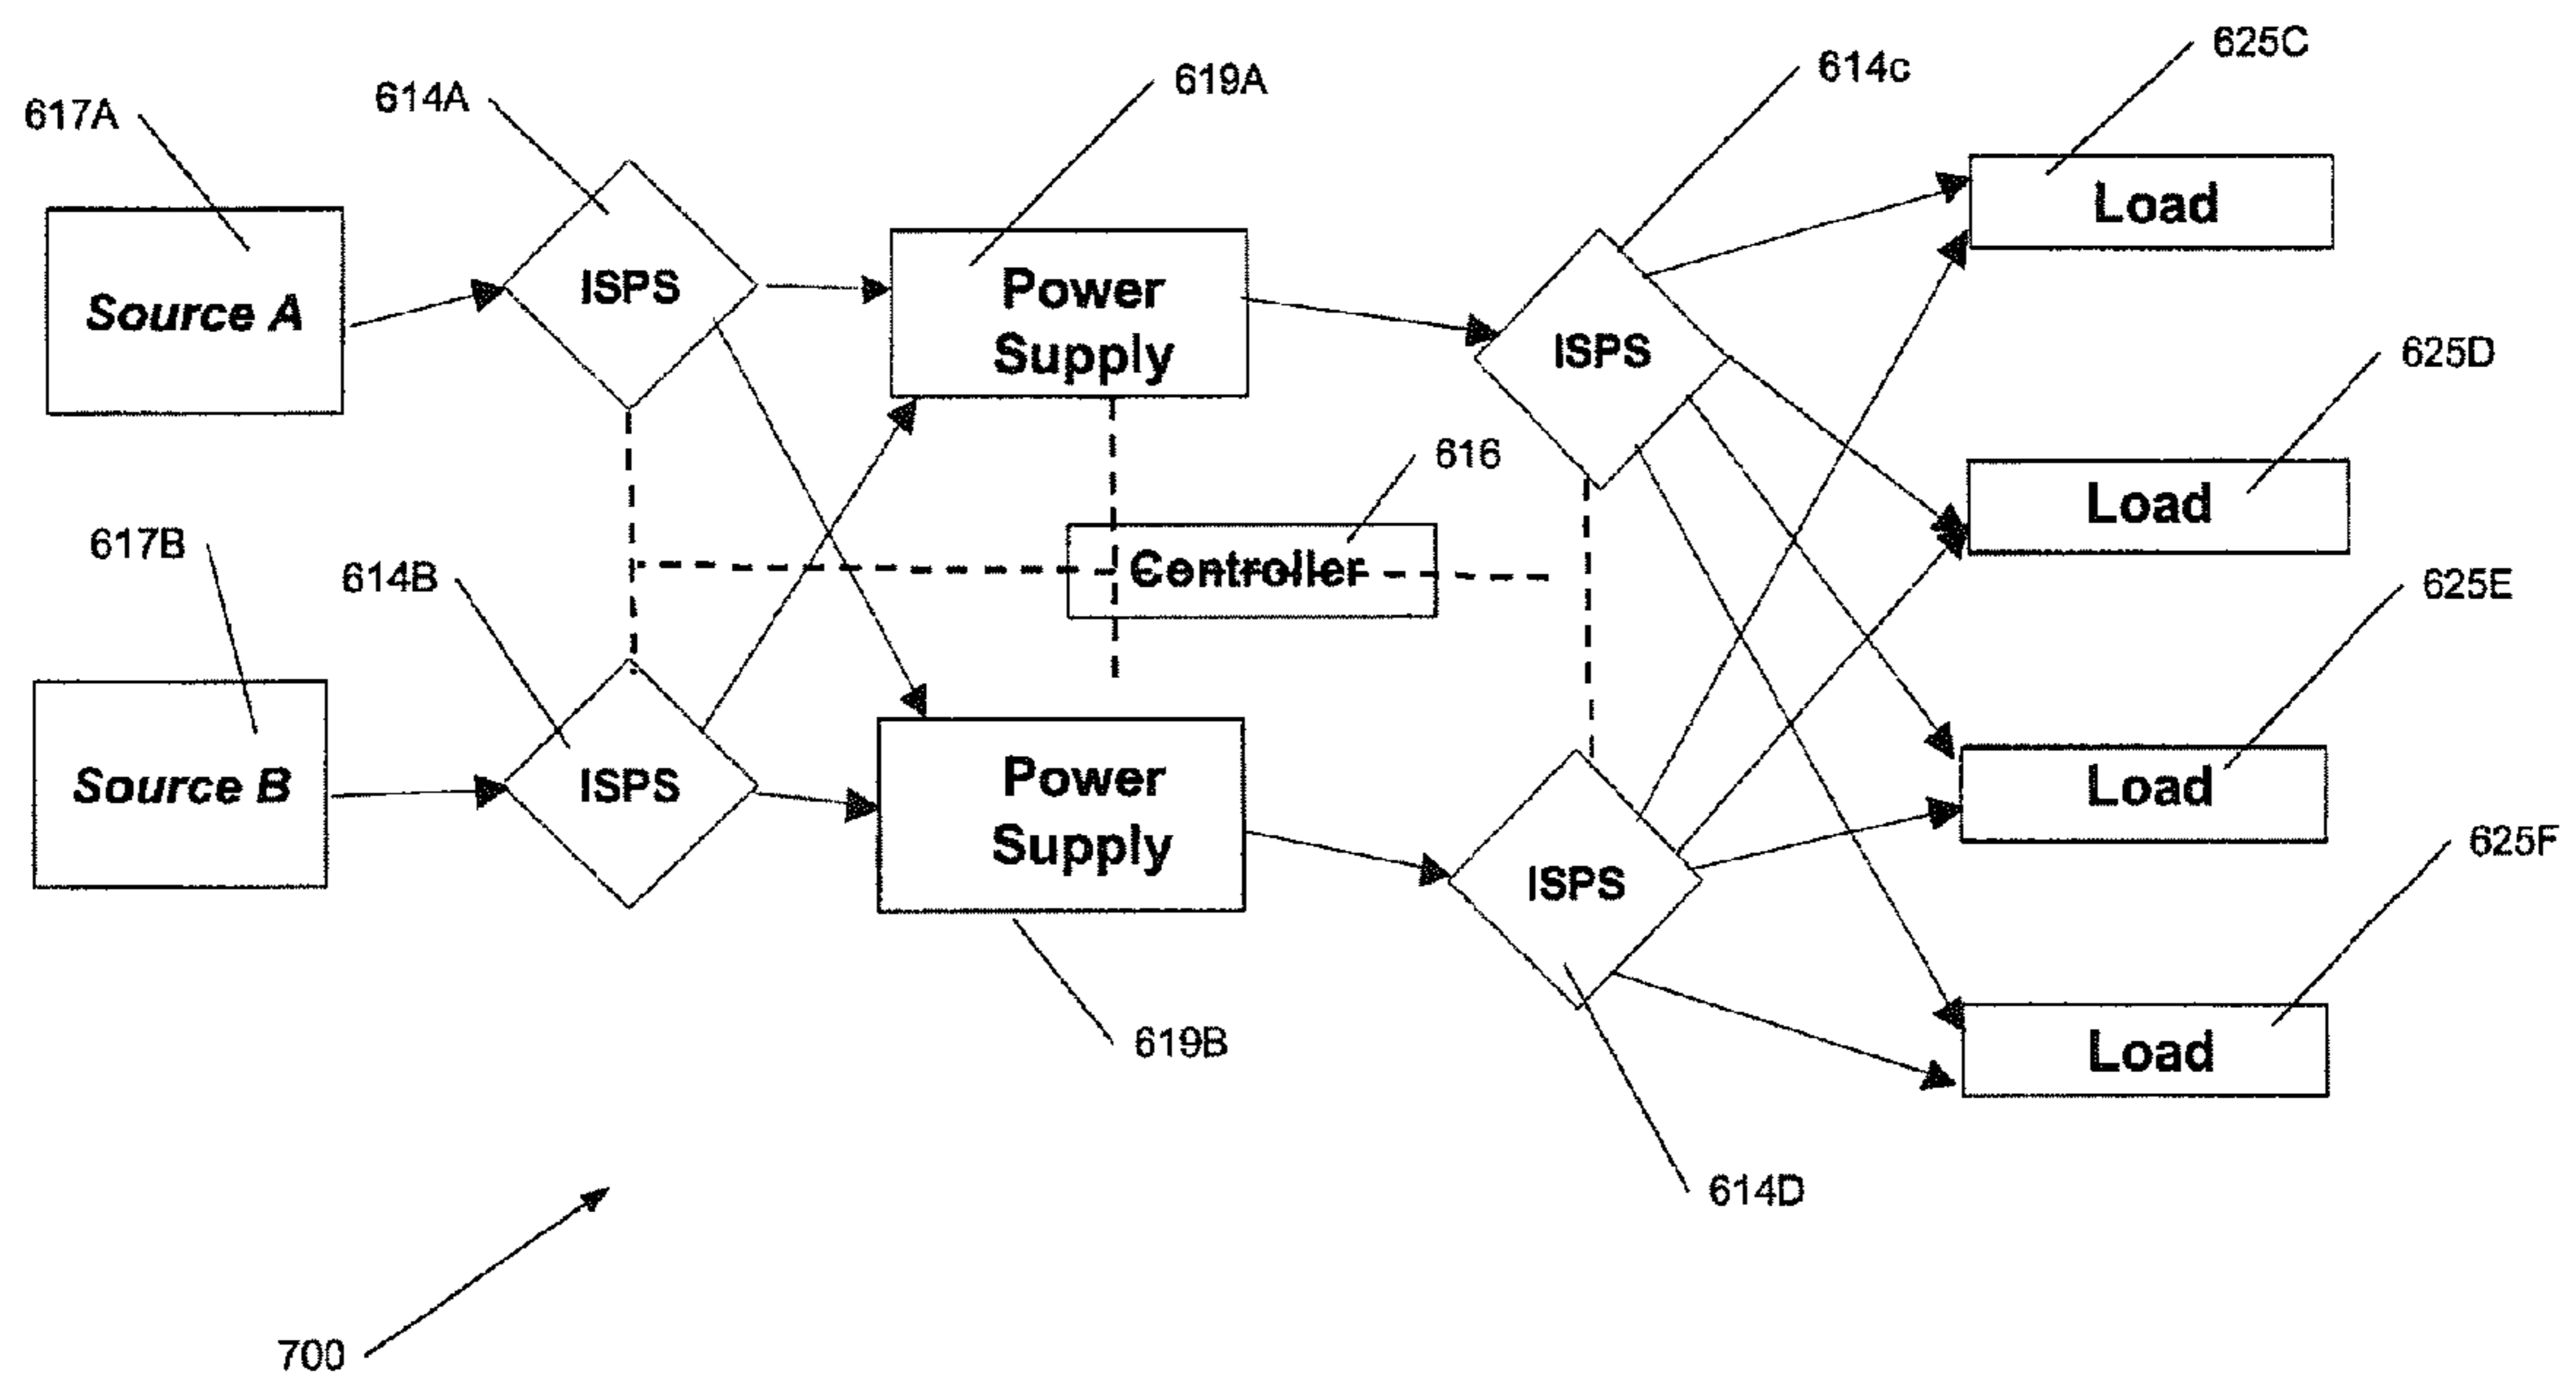 625C
619A
614c
614A
617A
Load
ISPS
Power
Supply
Source A
ISPS
625D
616
Load
617B
Controller
614B
625E
Power
Supply
Source B
ISPS
Load
625F
ISPS
619B
Load
614D
700